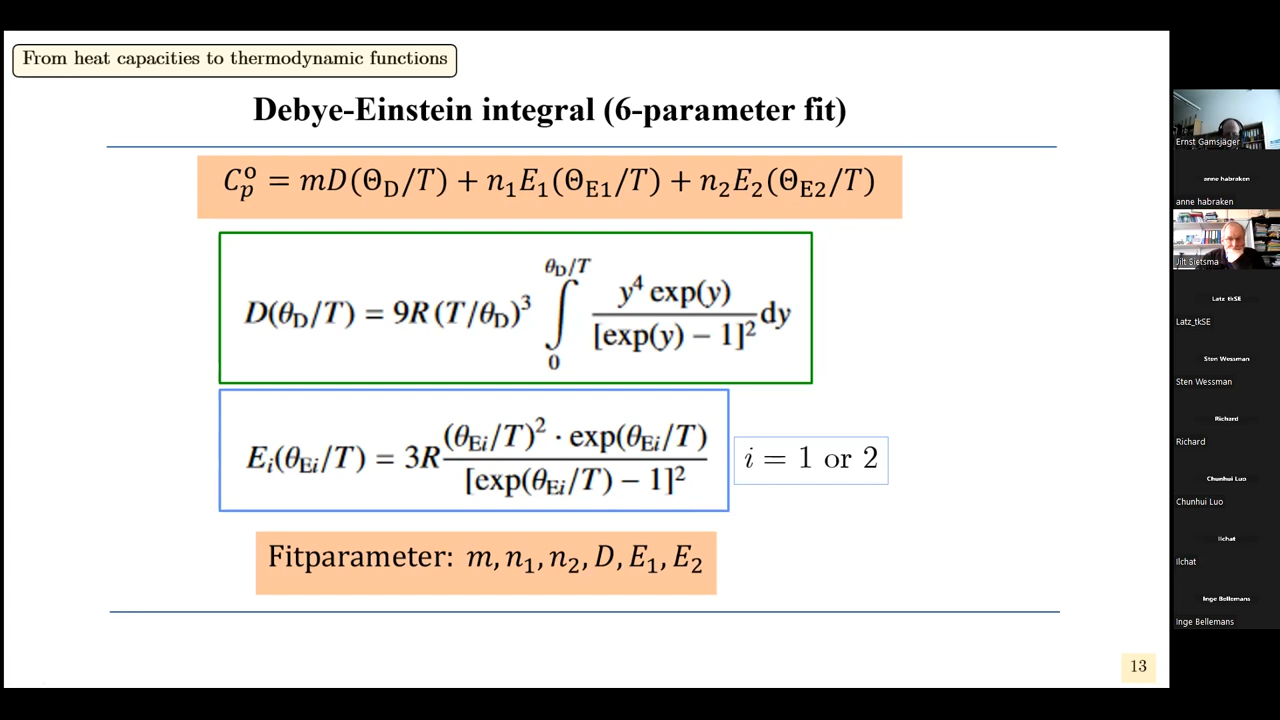 From heat capacities to thermodynamic functions
Debye-Einstein integral (6-parameter fit)
C_p^o = mD(Θ_D/T) + n_1E_1(Θ_E1/T) + n_2E_2(Θ_E2/T)
D(θ_D/T) = 9R(T/θ_D)^3 ∫_0^{θ_D/T} y^4 exp(y) / [exp(y) − 1]^2 dy
E_i(θ_Ei/T) = 3R (θ_Ei/T)^2 · exp(θ_Ei/T) / [exp(θ_Ei/T) − 1]^2
i = 1 or 2
Fitparameter: m, n_1, n_2, D, E_1, E_2
13
Ernst Gamsjäger
anne habraken
anne habraken
Jilt Sietsma
Latz_tkSE
Latz_tkSE
Sten Wessman
Sten Wessman
Richard
Richard
Chunhui Luo
Chunhui Luo
Ilchat
Ilchat
Inge Bellemans
Inge Bellemans